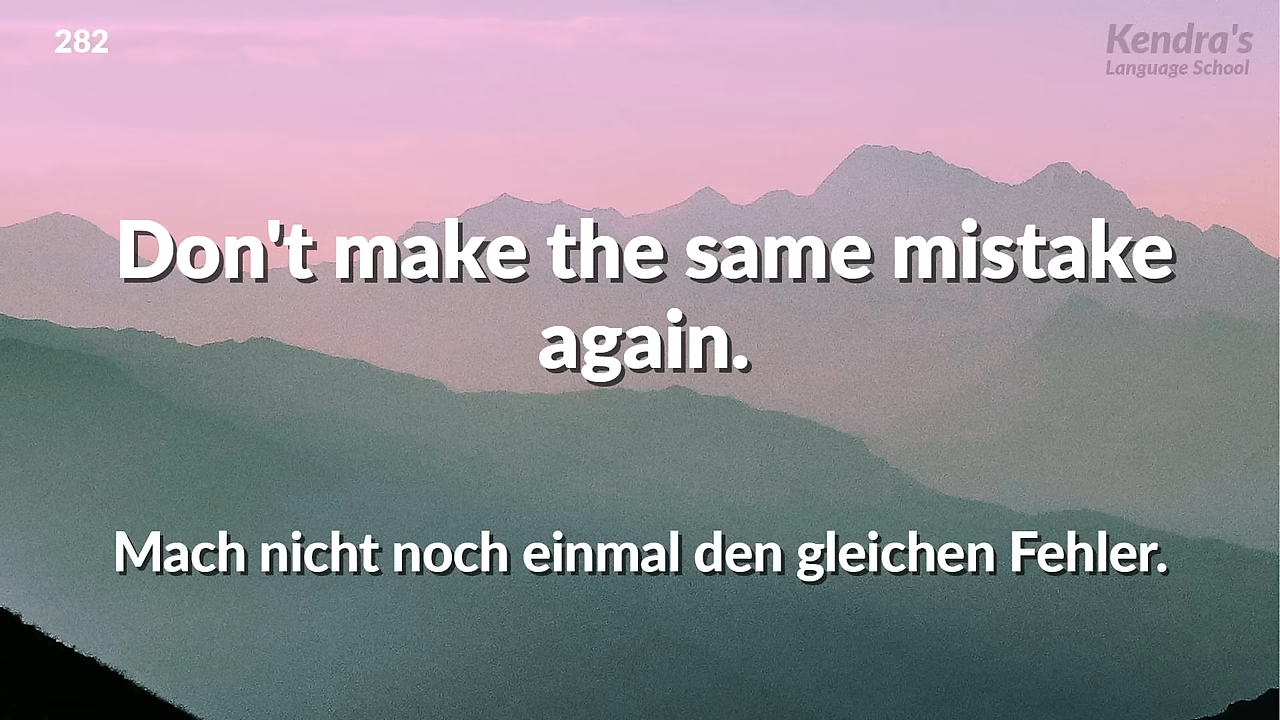 282
Kendra's
Language School
Don't make the same mistake
again.
Mach nicht noch einmal den gleichen Fehler.